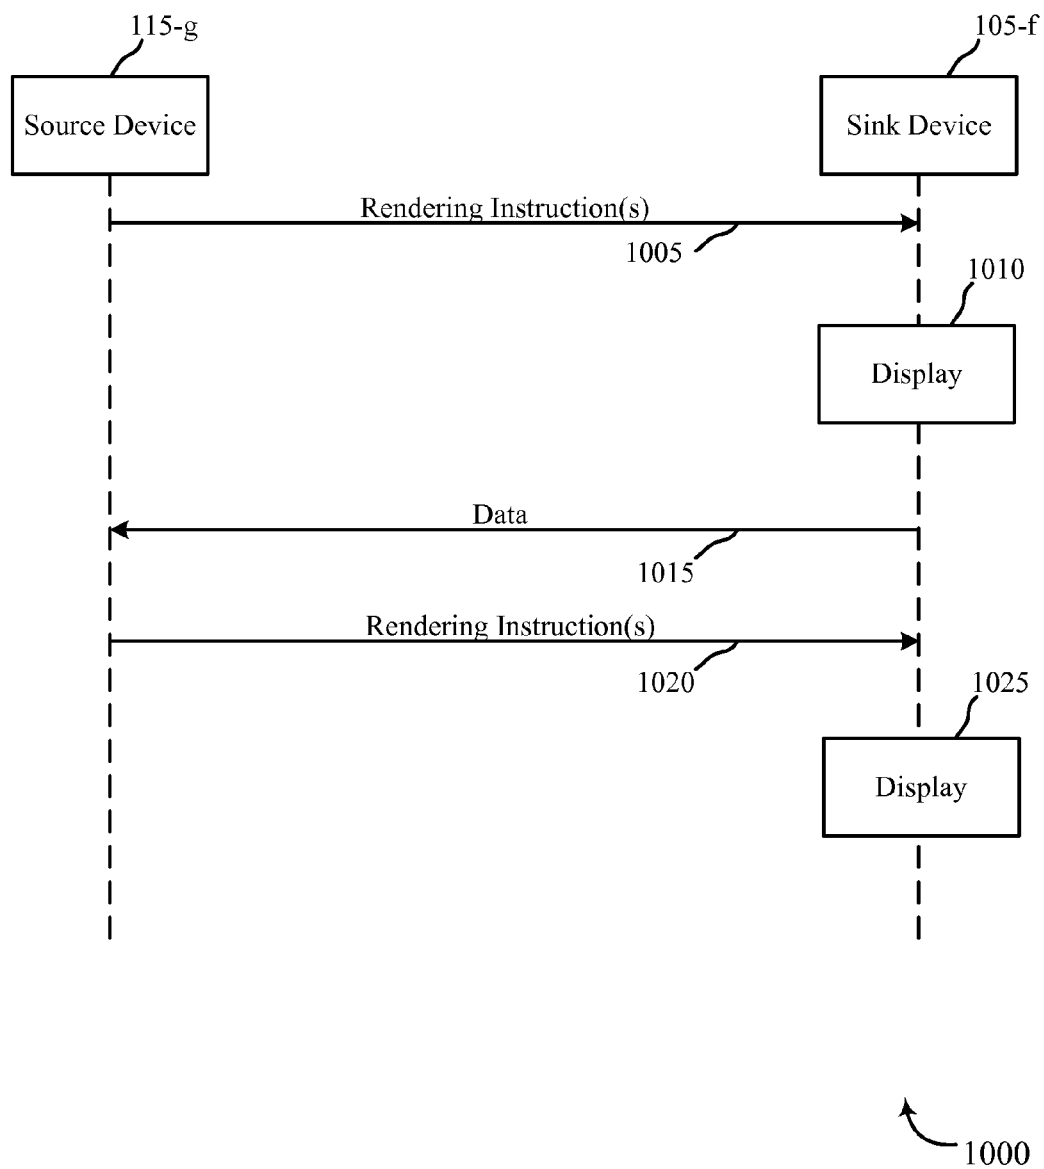 115-g
105-f
Source Device
Sink Device
Rendering Instruction(s)
1005
1010
Display
Data
1015
Rendering Instruction(s)
1020
1025
Display
1000